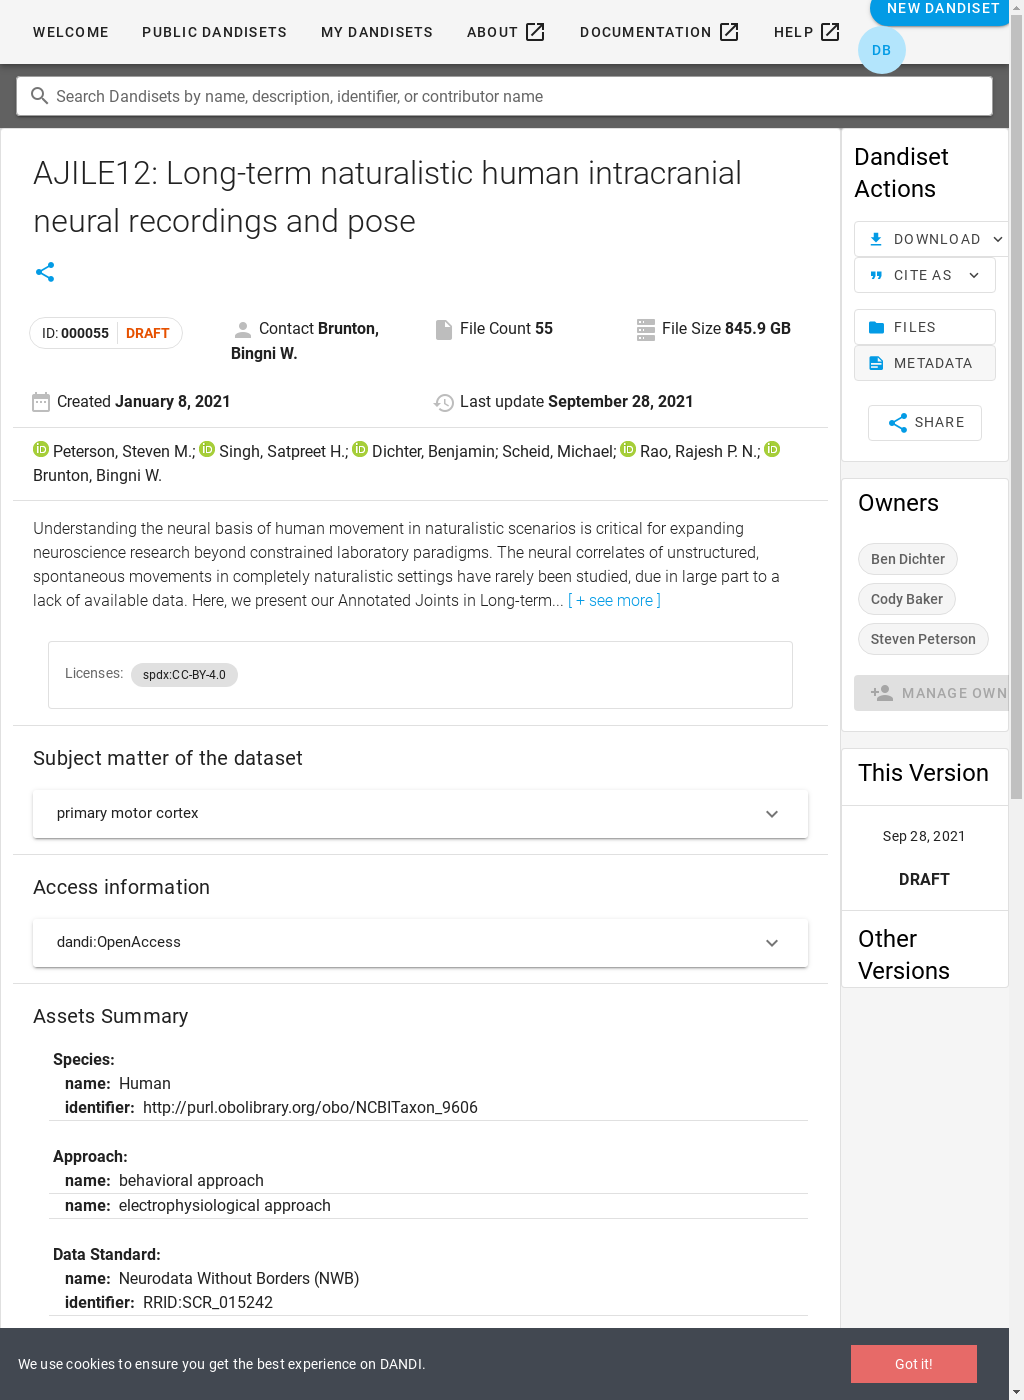 WELCOME PUBLIC DANDISETS MY DANDISETS ABOUT DOCUMENTATION HELP NEW DANDISET
DB
Search Dandisets by name, description, identifier, or contributor name
AJILE12: Long-term naturalistic human intracranial
neural recordings and pose
ID: 000055 DRAFT
Contact Brunton,
Bingni W.
File Count 55
File Size 845.9 GB
Created January 8, 2021
Last update September 28, 2021
iD Peterson, Steven M.; iD Singh, Satpreet H.; iD Dichter, Benjamin; Scheid, Michael; iD Rao, Rajesh P. N.; iD
Brunton, Bingni W.
Understanding the neural basis of human movement in naturalistic scenarios is critical for expanding
neuroscience research beyond constrained laboratory paradigms. The neural correlates of unstructured,
spontaneous movements in completely naturalistic settings have rarely been studied, due in large part to a
lack of available data. Here, we present our Annotated Joints in Long-term... [ + see more ]
Licenses: spdx:CC-BY-4.0
Subject matter of the dataset
primary motor cortex
Access information
dandi:OpenAccess
Assets Summary
Species:
name: Human
identifier: http://purl.obolibrary.org/obo/NCBITaxon_9606
Approach:
name: behavioral approach
name: electrophysiological approach
Data Standard:
name: Neurodata Without Borders (NWB)
identifier: RRID:SCR_015242
Dandiset
Actions
DOWNLOAD
CITE AS
FILES
METADATA
SHARE
Owners
Ben Dichter
Cody Baker
Steven Peterson
MANAGE OWN
This Version
Sep 28, 2021
DRAFT
Other
Versions
We use cookies to ensure you get the best experience on DANDI.
Got it!